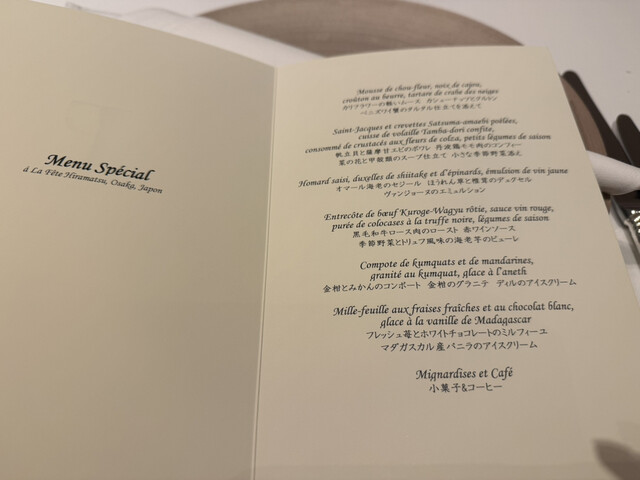 Menu Spécial
à La Fête Hiramatsu, Osaka, Japon
Mousse de chou-fleur, noix de cajou,
croûton au beurre, tartare de crabe des neiges
カリフラワーの軽いムース カシューナッツとクルトン
ベニズワイ蟹のタルタル仕立てを添えて
Saint-Jacques et crevettes Satsuma-amaebi poêlées,
cuisse de volaille Tamba-dori confite,
consommé de crustacés aux fleurs de colza, petits légumes de saison
帆立貝と薩摩甘エビのポワレ 丹波鶏モモ肉のコンフィー
菜の花と甲殻類のスープ仕立て 小さな季節野菜添え
Homard saisi, duxelles de shiitaké et d'épinards, émulsion de vin jaune
オマール海老のセジール ほうれん草と椎茸のデュクセル
ヴァンジョーヌのエミュルション
Entrecôte de bœuf Kuroge-Wagyu rôtie, sauce vin rouge,
purée de colocases à la truffe noire, légumes de saison
黒毛和牛ロース肉のロースト 赤ワインソース
季節野菜とトリュフ風味の海老芋のピューレ
Compote de kumquats et de mandarines,
granité au kumquat, glace à l'aneth
金柑とみかんのコンポート 金柑のグラニテ ディルのアイスクリーム
Mille-feuille aux fraises fraîches et au chocolat blanc,
glace à la vanille de Madagascar
フレッシュ苺とホワイトチョコレートのミルフィーユ
マダガスカル産バニラのアイスクリーム
Mignardises et Café
小菓子&コーヒー